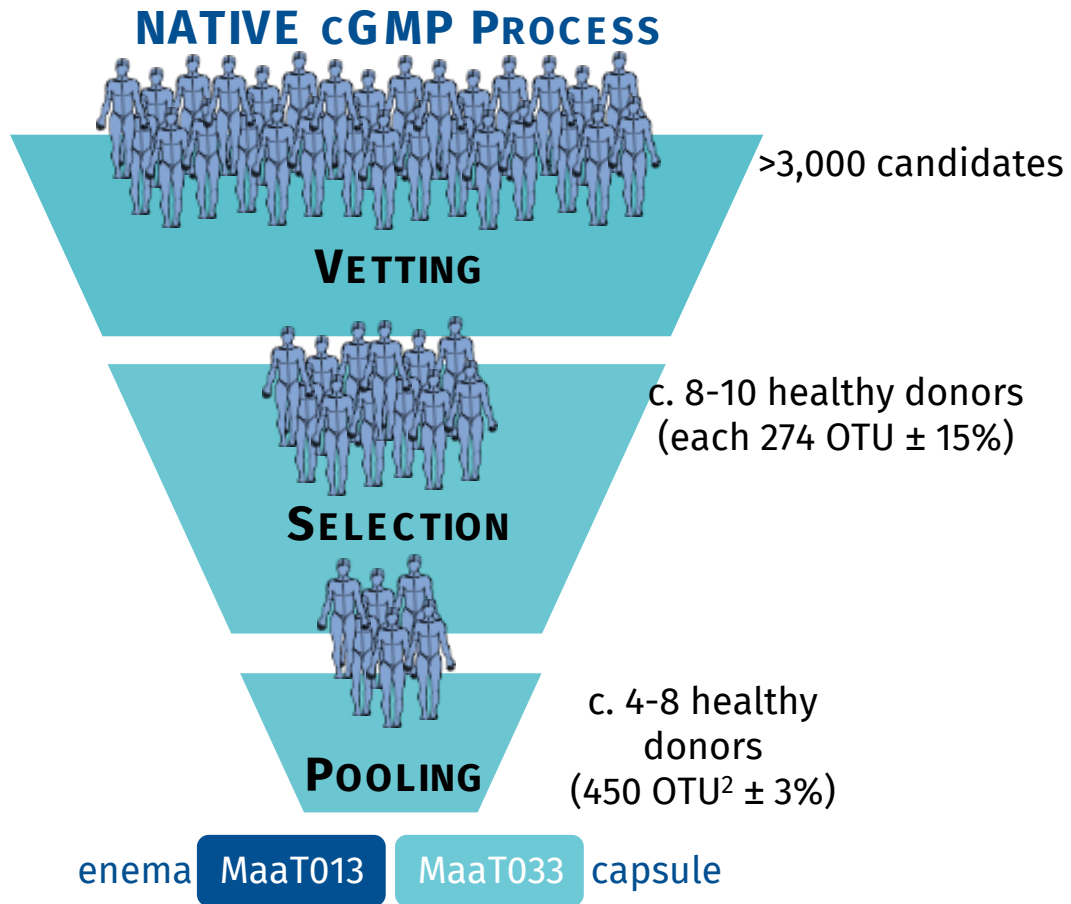 NATIVE cGMP PROCESS
>3,000 candidates
VETTING
c. 8-10 healthy donors
(each 274 OTU ± 15%)
SELECTION
c. 4-8 healthy
donors
(450 OTU² ± 3%)
POOLING
enema MaaT013 MaaT033 capsule